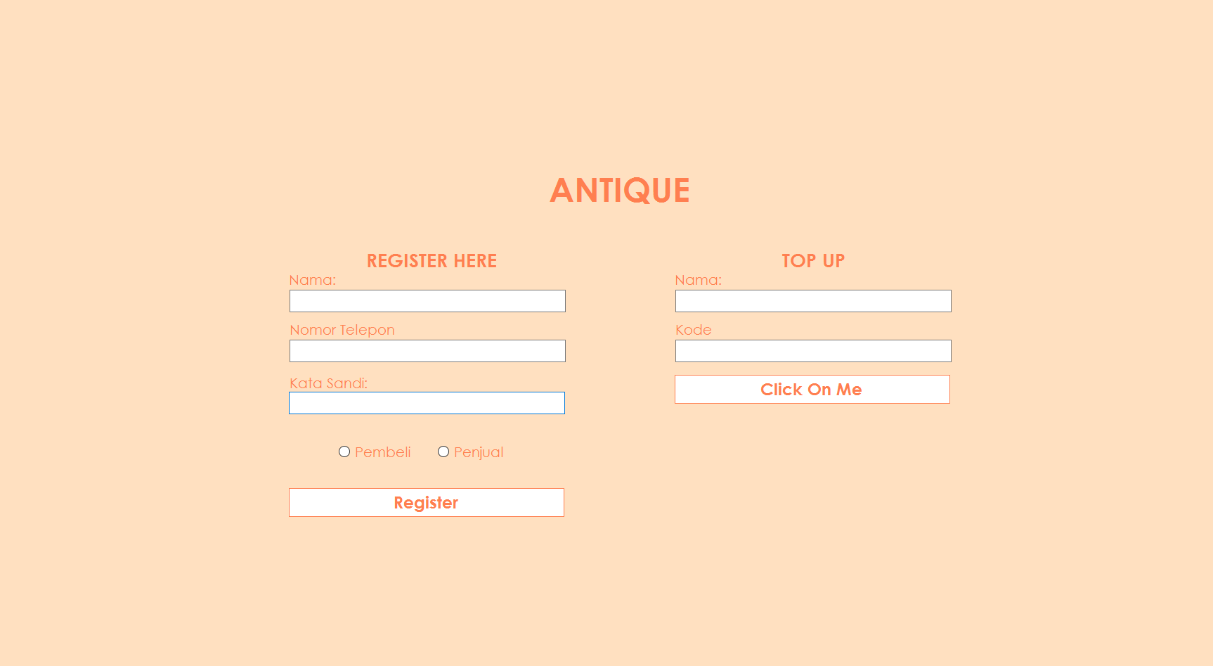 ANTIQUE
REGISTER HERE
Nama:
Nomor Telepon
Kata Sandi:
Pembeli Penjual
Register
TOP UP
Nama:
Kode
Click On Me